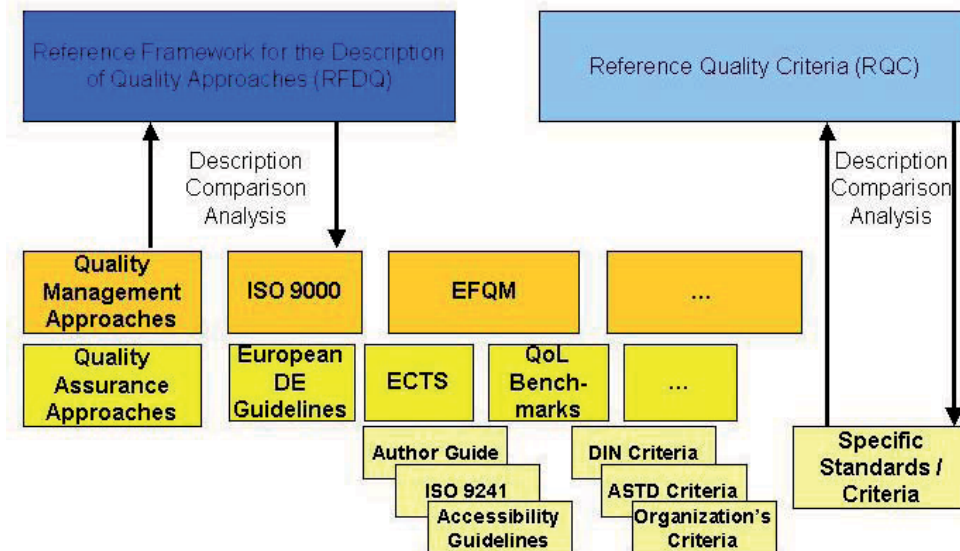 Reference Framework for the Description
of Quality Approaches (RFDQ)
Reference Quality Criteria (RQC)
Description
Comparison
Analysis
Description
Comparison
Analysis
Quality
Management
Approaches
ISO 9000
EFQM
...
Quality
Assurance
Approaches
European
DE
Guidelines
ECTS
QoL
Bench-
marks
...
Author Guide
ISO 9241
Accessibility
Guidelines
DIN Criteria
ASTD Criteria
Organization's
Criteria
Specific
Standards /
Criteria